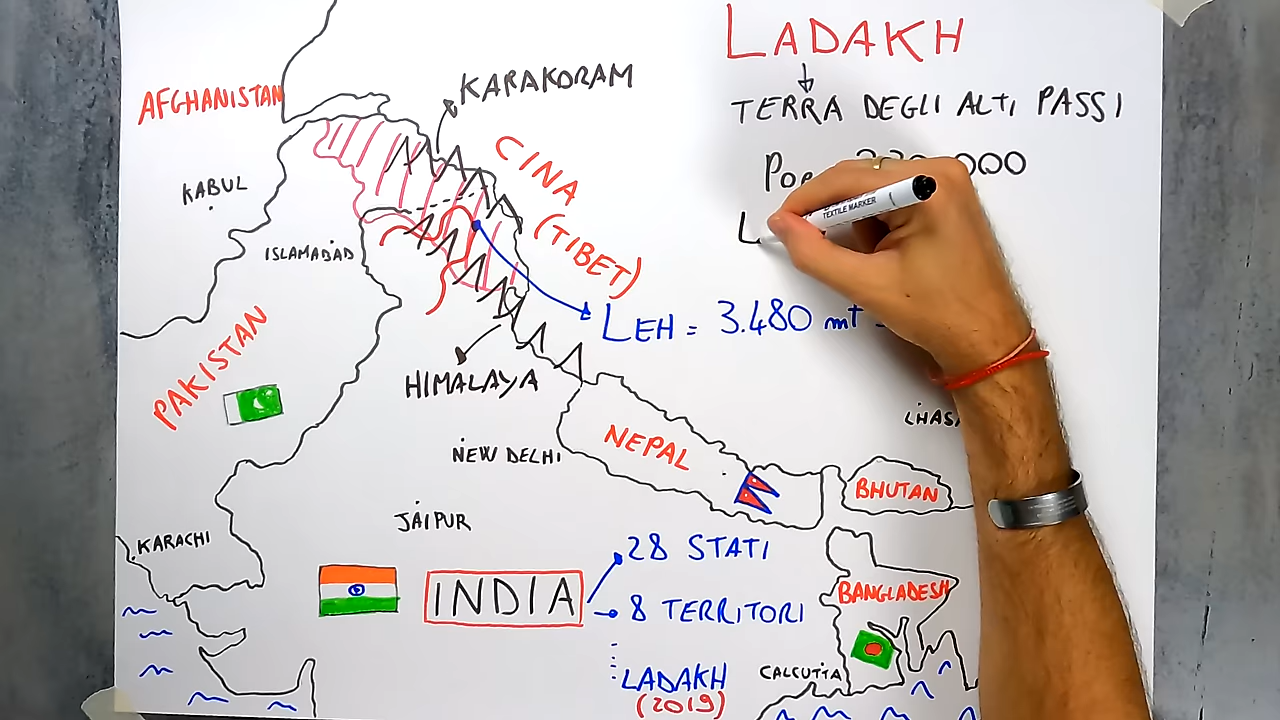 LADAKH
TERRA DEGLI ALTI PASSI
KARAKORAM
AFGHANISTAN
CINA
(TIBET)
KABUL
ISLAMABAD
TEXTILE MARKER
LEH = 3.480 mt
PAKISTAN
HIMALAYA
NEW DELHI
NEPAL
BHUTAN
JAIPUR
KARACHI
28 STATI
INDIA
8 TERRITORI
BANGLADESH
LADAKH
(2019)
CALCUTTA